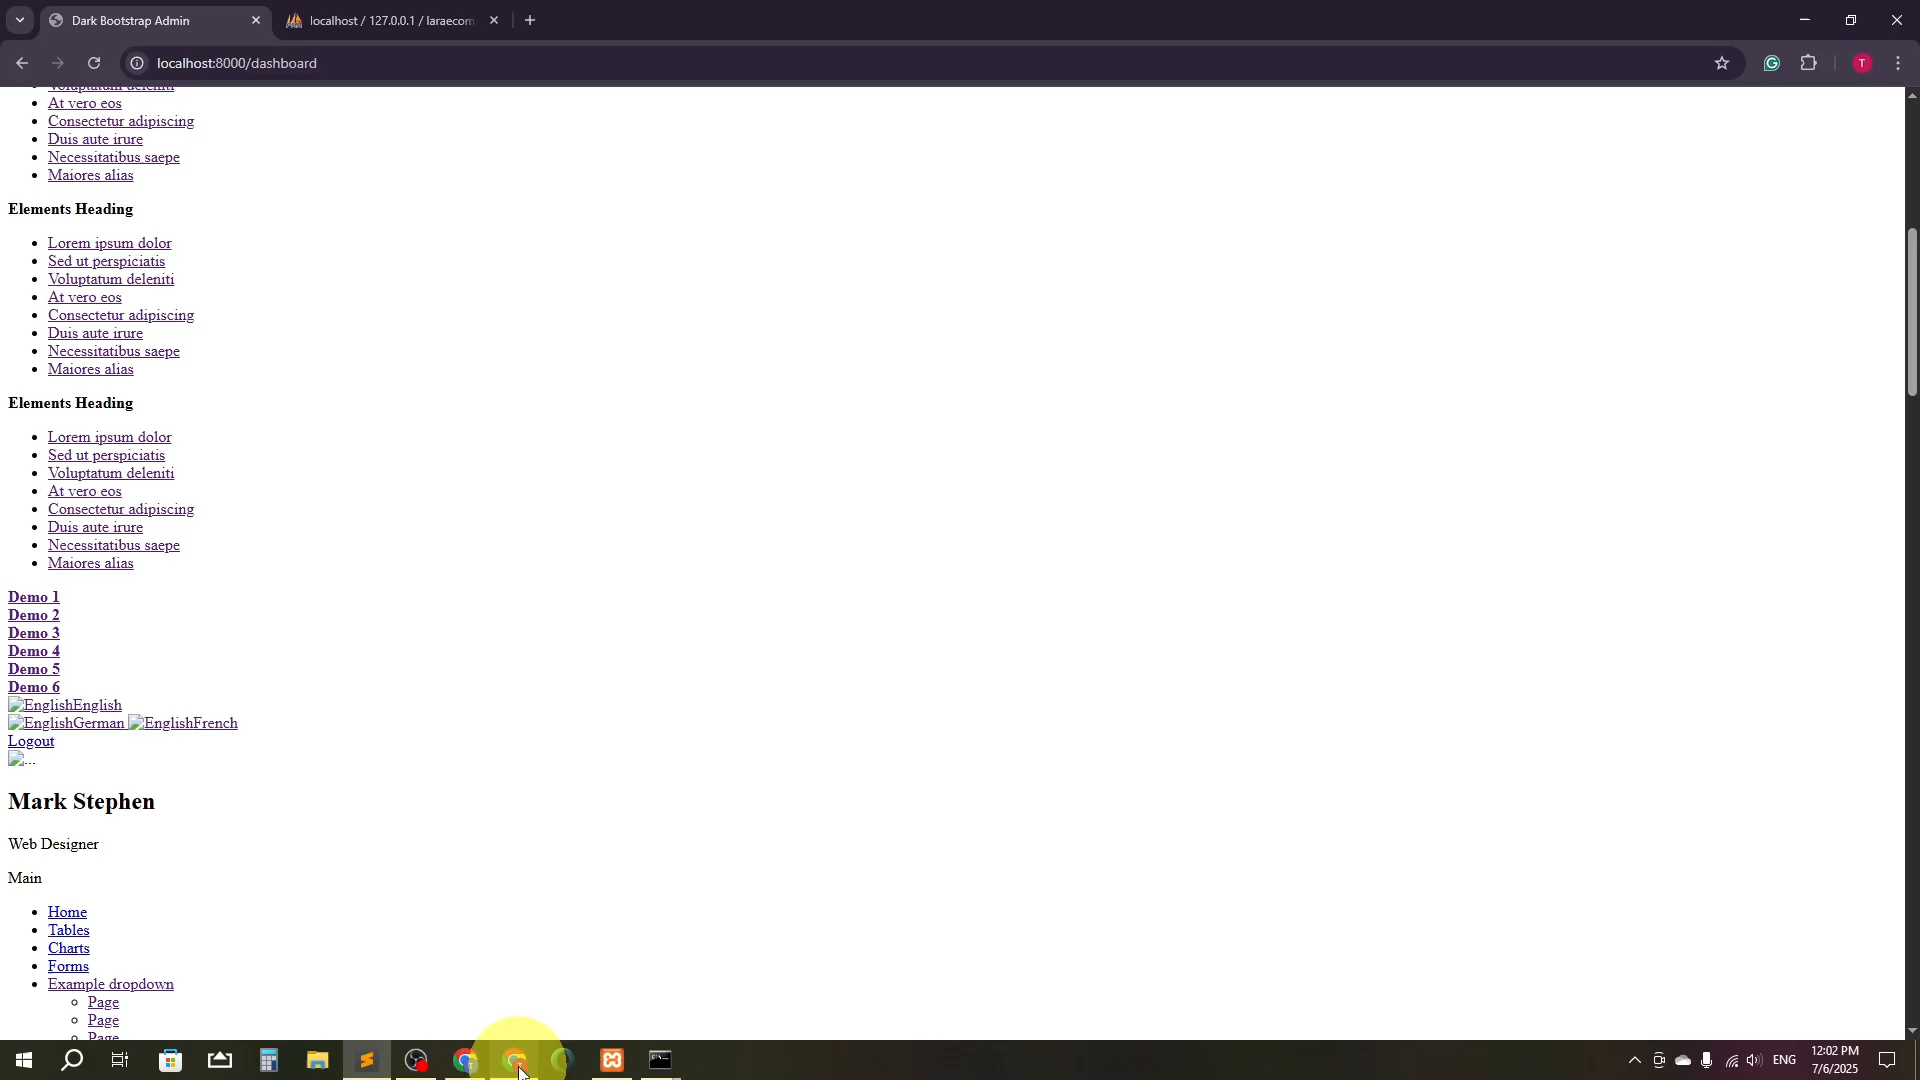 Dark Bootstrap Admin
localhost / 127.0.0.1 / laraecom
localhost:8000/dashboard
T
Voluptatum deleniti
At vero eos
Consectetur adipiscing
Duis aute irure
Necessitatibus saepe
Maiores alias
Elements Heading
Lorem ipsum dolor
Sed ut perspiciatis
Voluptatum deleniti
At vero eos
Consectetur adipiscing
Duis aute irure
Necessitatibus saepe
Maiores alias
Elements Heading
Lorem ipsum dolor
Sed ut perspiciatis
Voluptatum deleniti
At vero eos
Consectetur adipiscing
Duis aute irure
Necessitatibus saepe
Maiores alias
Demo 1
Demo 2
Demo 3
Demo 4
Demo 5
Demo 6
EnglishEnglish
EnglishGerman EnglishFrench
Logout
...
Mark Stephen
Web Designer
Main
Home
Tables
Charts
Forms
Example dropdown
Page
Page
Page
ENG
12:02 PM
7/6/2025